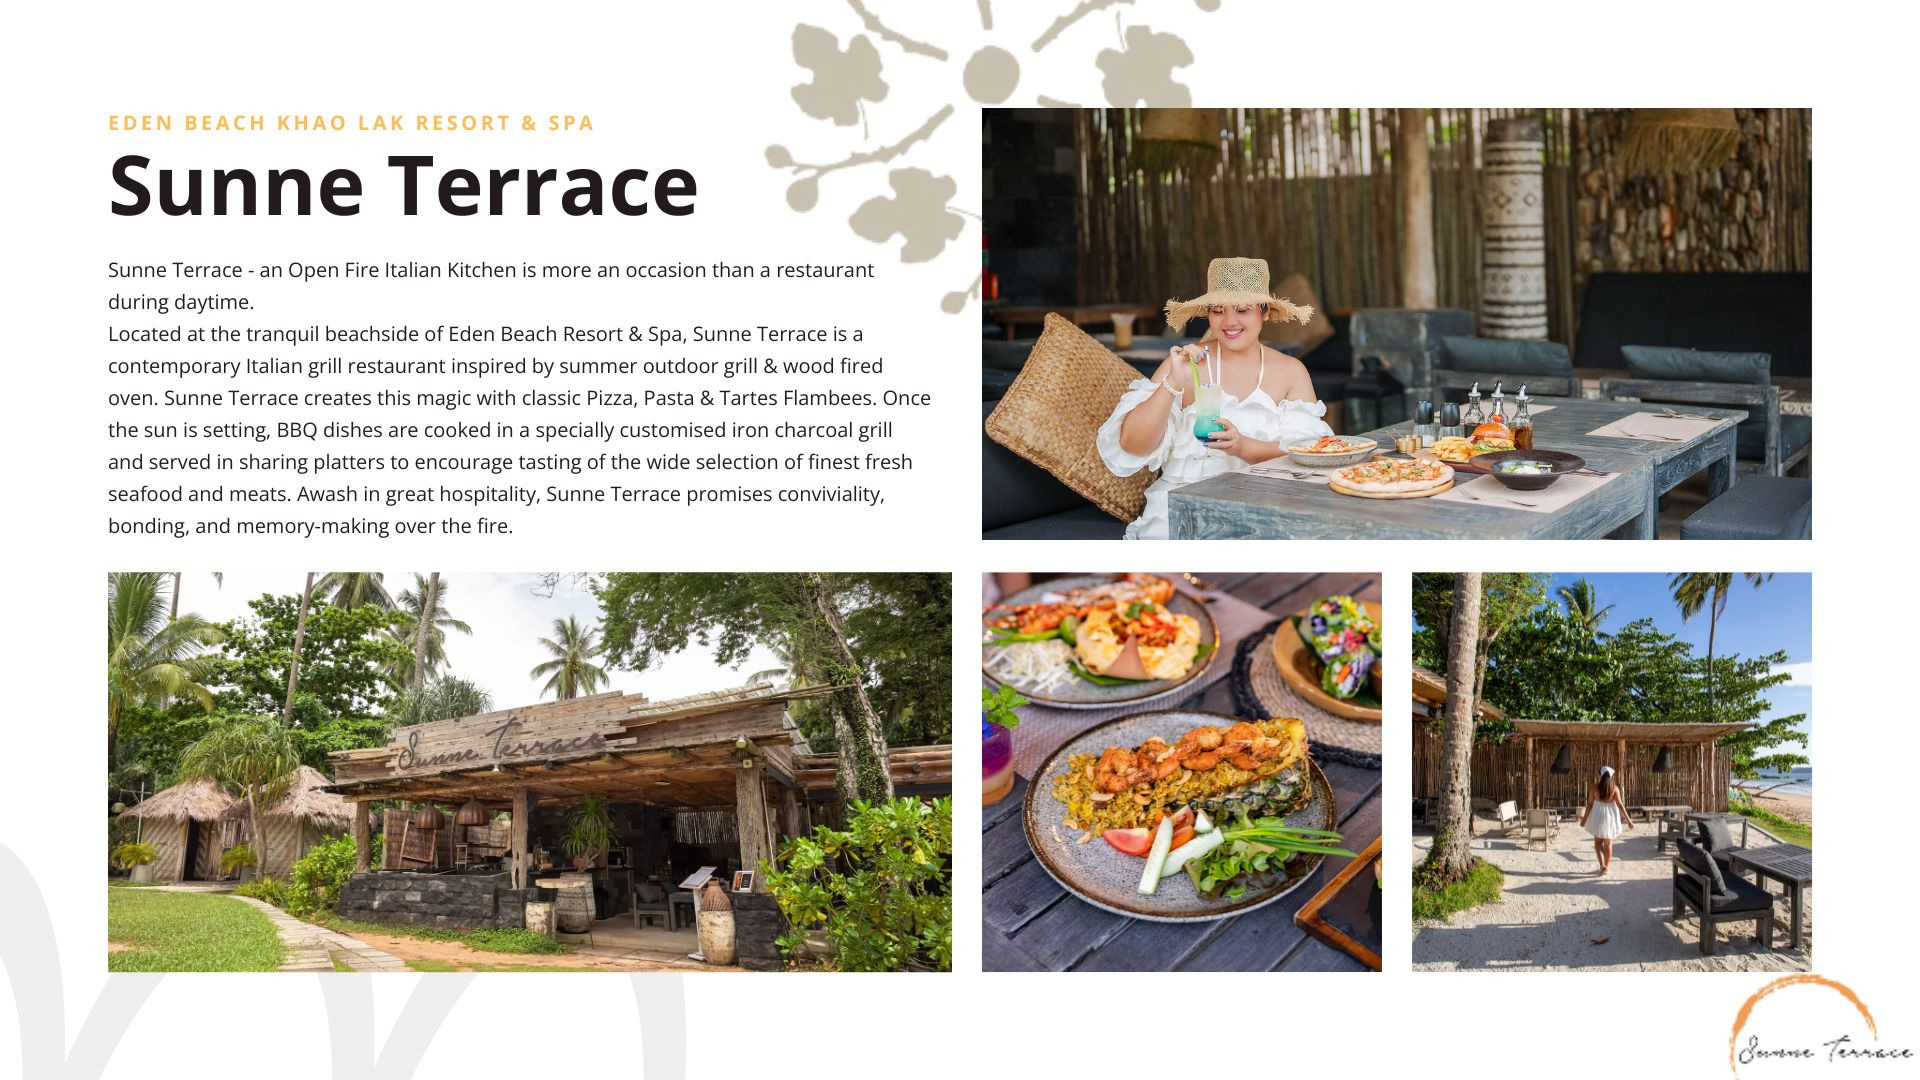 EDEN BEACH KHAO LAK RESORT & SPA
Sunne Terrace
Sunne Terrace - an Open Fire Italian Kitchen is more an occasion than a restaurant
during daytime.
Located at the tranquil beachside of Eden Beach Resort & Spa, Sunne Terrace is a
contemporary Italian grill restaurant inspired by summer outdoor grill & wood fired
oven. Sunne Terrace creates this magic with classic Pizza, Pasta & Tartes Flambees. Once
the sun is setting, BBQ dishes are cooked in a specially customised iron charcoal grill
and served in sharing platters to encourage tasting of the wide selection of finest fresh
seafood and meats. Awash in great hospitality, Sunne Terrace promises conviviality,
bonding, and memory-making over the fire.
Sunne Terrace
Sunne Terrace